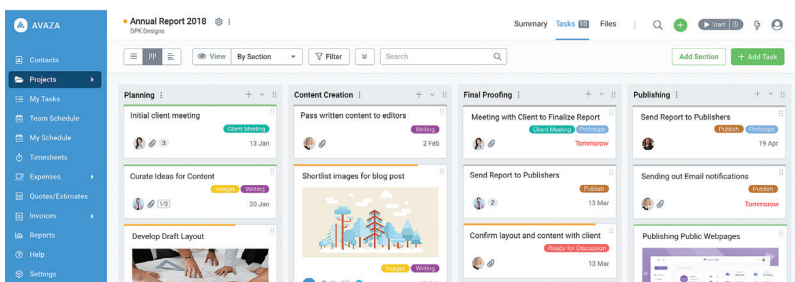 AVAZA
Annual Report 2018
DPK Designs
Summary Tasks 10 Files
Start
View By Section Filter Search
Add Section + Add Task
Contacts
Projects
My Tasks
Team Schedule
My Schedule
Timesheets
Expenses
Quotes/Estimates
Invoices
Reports
Help
Settings
Planning
Initial client meeting
Client Meeting
3 13 Jan
Curate Ideas for Content
Images Writing
1/3 20 Jan
Develop Draft Layout
Content Creation
Pass written content to editors
Writing
2 Feb
Shortlist images for blog post
Images Writing
Final Proofing
Meeting with Client to Finalize Report
Client Meeting Prototype
Tommorow
Send Report to Publishers
Publish
2 13 Mar
Confirm layout and content with client
Ready for Discussion
13 Mar
Publishing
Send Report to Publishers
Publish Prototype
19 Apr
Sending out Email notifications
Publish
Tommorow
Publishing Public Webpages